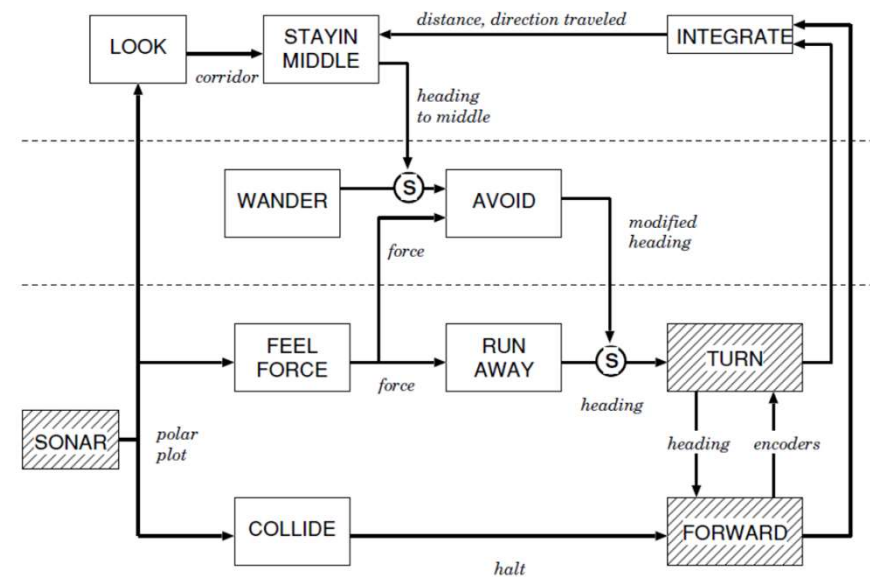 LOOK
corridor
STAYIN
MIDDLE
distance, direction traveled
INTEGRATE
heading
to middle
WANDER
S
AVOID
force
modified
heading
FEEL
FORCE
force
RUN
AWAY
S
heading
TURN
SONAR
polar
plot
heading
encoders
COLLIDE
halt
FORWARD